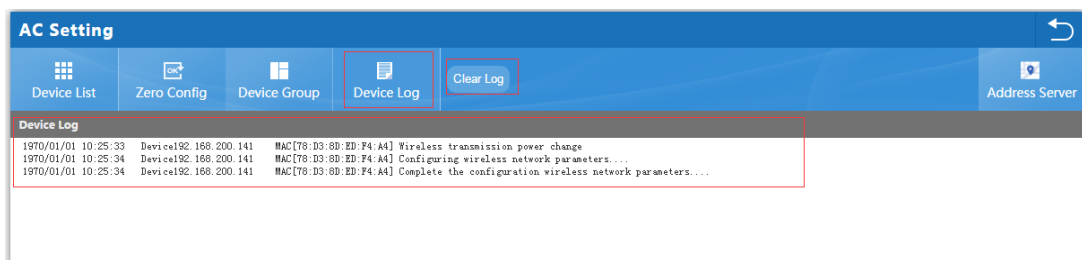 AC Setting
Device List
OK
Zero Config
Device Group
Device Log
Clear Log
Address Server
Device Log
1970/01/01 10:25:33 Device192.168.200.141 MAC[78:D3:8D:ED:F4:A4] Wireless transmission power change
1970/01/01 10:25:34 Device192.168.200.141 MAC[78:D3:8D:ED:F4:A4] Configuring wireless network parameters....
1970/01/01 10:25:34 Device192.168.200.141 MAC[78:D3:8D:ED:F4:A4] Complete the configuration wireless network parameters....